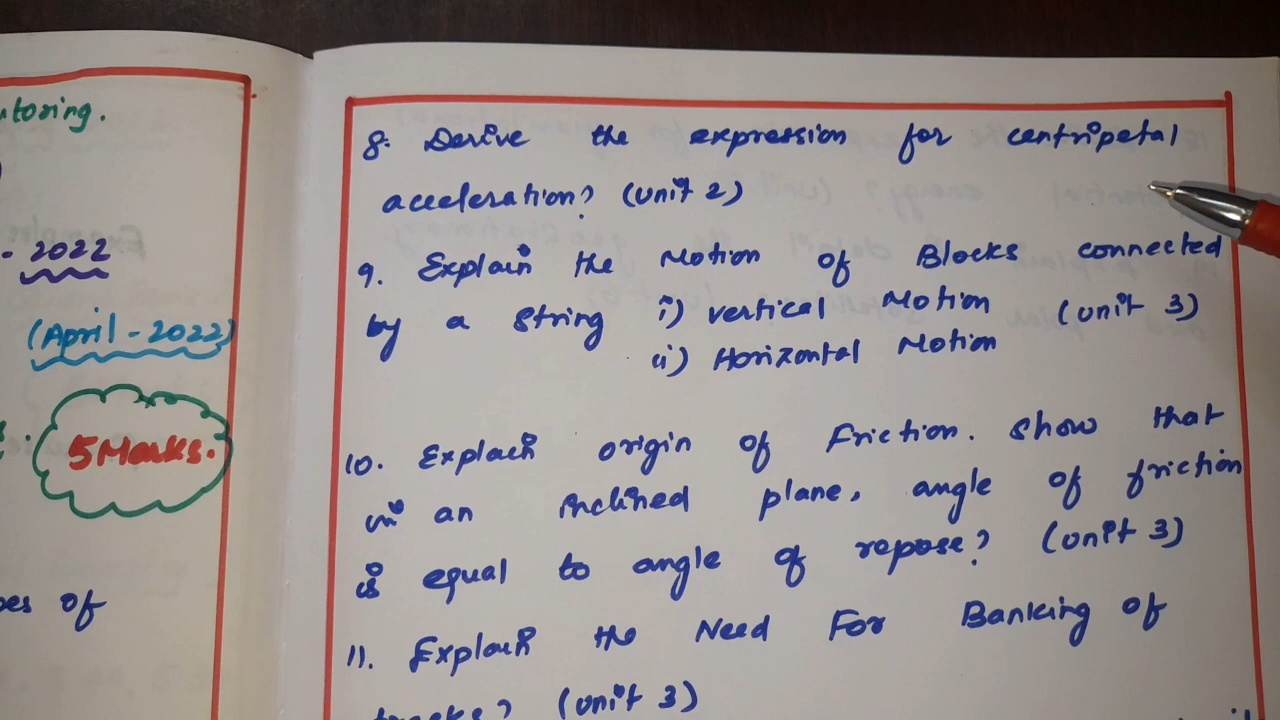 utoring.
- 2022
(April - 2022)
5 Marks.
pes of
8. Derive the expression for centripetal
acceleration? (unit 2)
9. Explain the Motion of Blocks connected
by a string i) vertical Motion (unit 3)
ii) Horizontal Motion
10. Explain origin of Friction. Show that
in an inclined plane, angle of friction
is equal to angle of repose? (unit 3)
11. Explain the Need For Banking of
tracks? (unit 3)